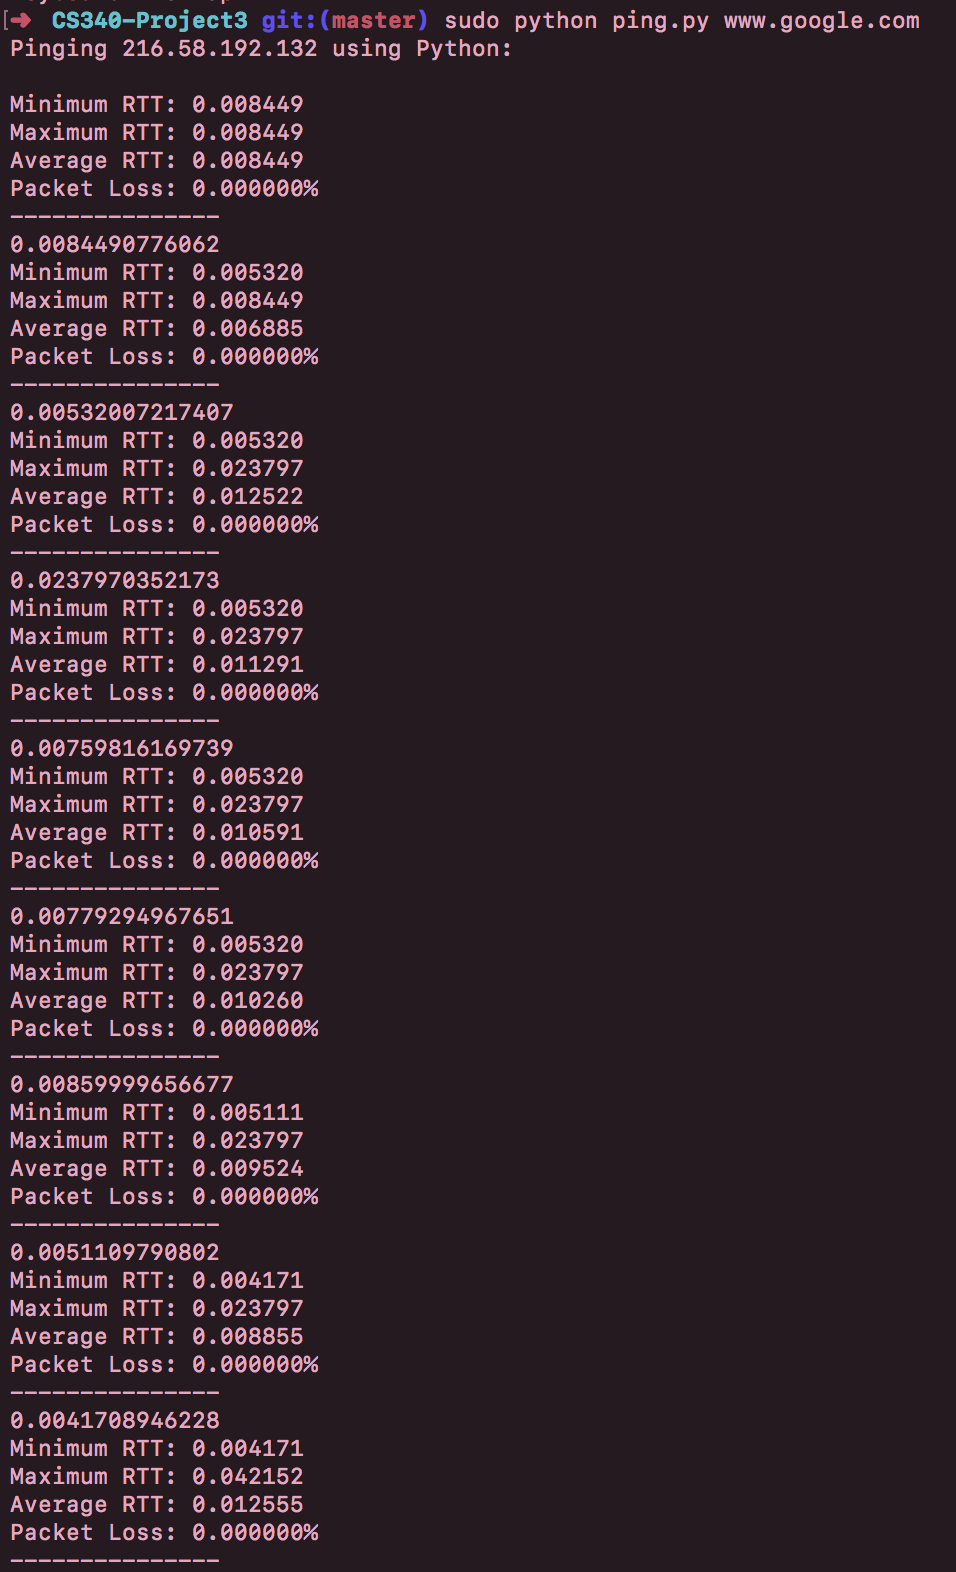 [➜ CS340-Project3 git:(master) sudo python ping.py www.google.com
Pinging 216.58.192.132 using Python:
Minimum RTT: 0.008449
Maximum RTT: 0.008449
Average RTT: 0.008449
Packet Loss: 0.000000%
---------------
0.0084490776062
Minimum RTT: 0.005320
Maximum RTT: 0.008449
Average RTT: 0.006885
Packet Loss: 0.000000%
---------------
0.00532007217407
Minimum RTT: 0.005320
Maximum RTT: 0.023797
Average RTT: 0.012522
Packet Loss: 0.000000%
---------------
0.0237970352173
Minimum RTT: 0.005320
Maximum RTT: 0.023797
Average RTT: 0.011291
Packet Loss: 0.000000%
---------------
0.00759816169739
Minimum RTT: 0.005320
Maximum RTT: 0.023797
Average RTT: 0.010591
Packet Loss: 0.000000%
---------------
0.00779294967651
Minimum RTT: 0.005320
Maximum RTT: 0.023797
Average RTT: 0.010260
Packet Loss: 0.000000%
---------------
0.00859999656677
Minimum RTT: 0.005111
Maximum RTT: 0.023797
Average RTT: 0.009524
Packet Loss: 0.000000%
---------------
0.0051109790802
Minimum RTT: 0.004171
Maximum RTT: 0.023797
Average RTT: 0.008855
Packet Loss: 0.000000%
---------------
0.0041708946228
Minimum RTT: 0.004171
Maximum RTT: 0.042152
Average RTT: 0.012555
Packet Loss: 0.000000%
---------------